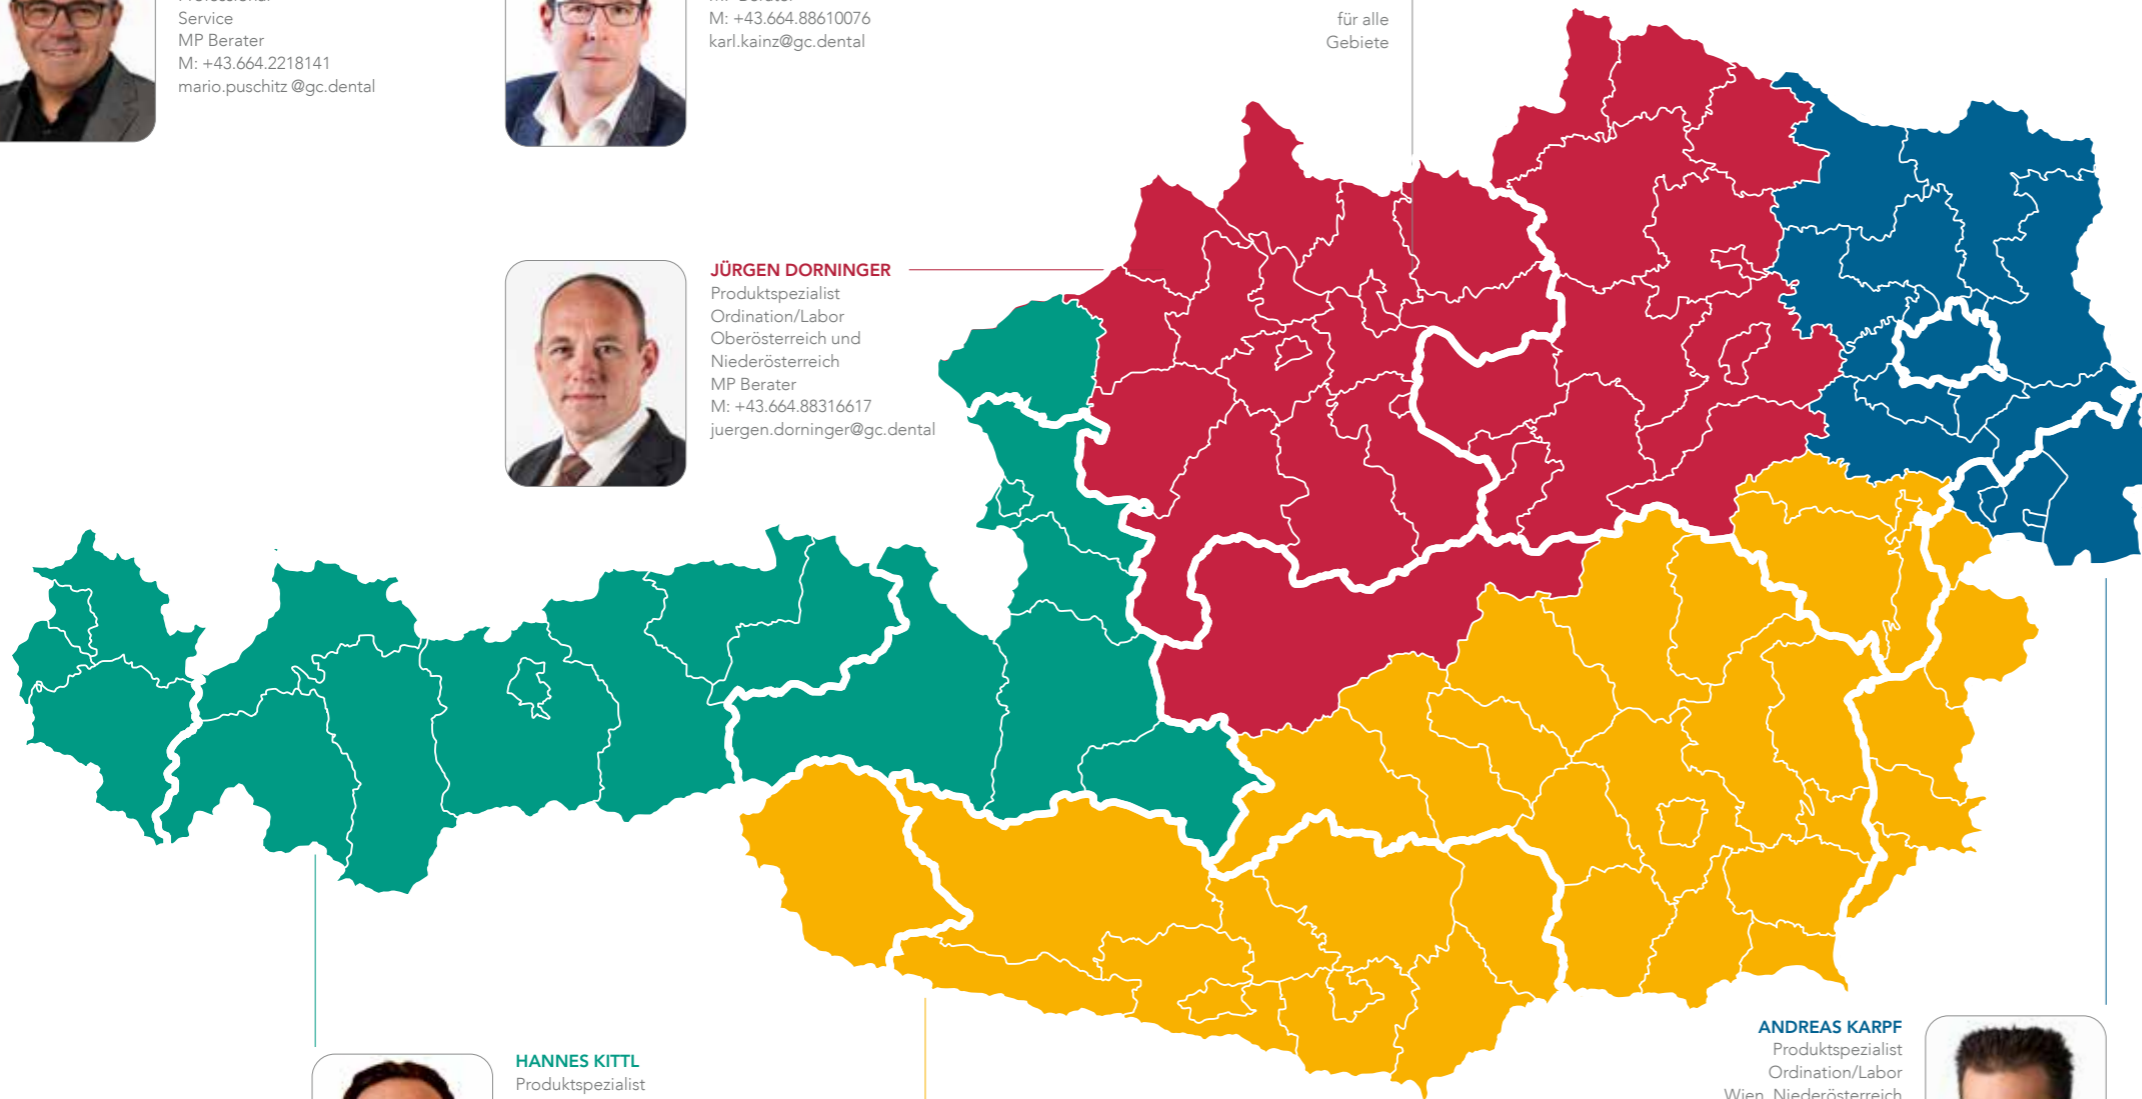 Service
MP Berater
M: +43.664.2218141
mario.puschitz @gc.dental
M: +43.664.88610076
karl.kainz@gc.dental
für alle
Gebiete
JÜRGEN DORNINGER
Produktspezialist
Ordination/Labor
Oberösterreich und
Niederösterreich
MP Berater
M: +43.664.88316617
juergen.dorninger@gc.dental
HANNES KITTL
Produktspezialist
ANDREAS KARPF
Produktspezialist
Ordination/Labor
Wien, Niederösterreich